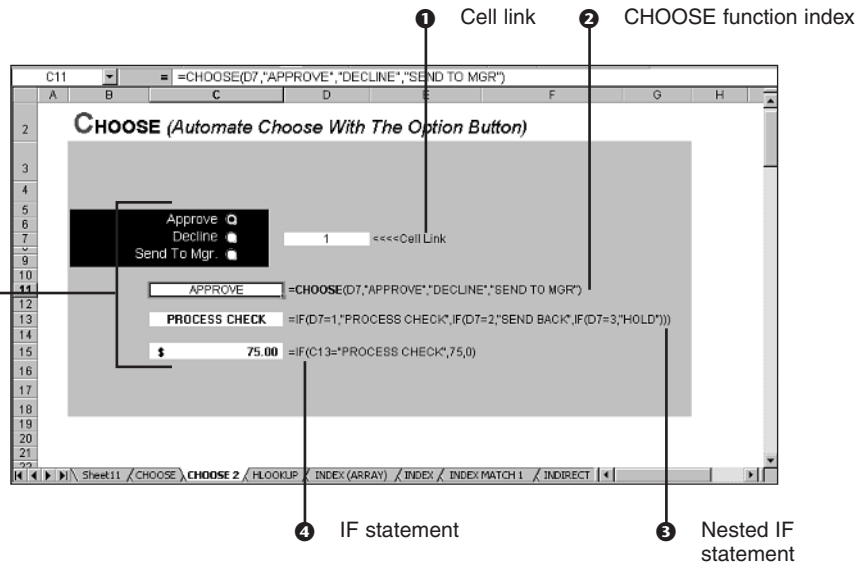 ❶ Cell link
❷ CHOOSE function index
C11 = =CHOOSE(D7,"APPROVE","DECLINE","SEND TO MGR")
A B C D E F G H
2 CHOOSE (Automate Choose With The Option Button)
3
4
5
6 Approve
7 Decline 1 <<<<Cell Link
9 Send To Mgr.
10
11 APPROVE =CHOOSE(D7,"APPROVE","DECLINE","SEND TO MGR")
12
13 PROCESS CHECK =IF(D7=1,"PROCESS CHECK",IF(D7=2,"SEND BACK",IF(D7=3,"HOLD")))
14
15 $ 75.00 =IF(C13="PROCESS CHECK",75,0)
16
17
18
19
20
21
Sheet11 CHOOSE CHOOSE 2 HLOOKUP INDEX (ARRAY) INDEX INDEX MATCH 1 INDIRECT
❹ IF statement
❸ Nested IF
statement